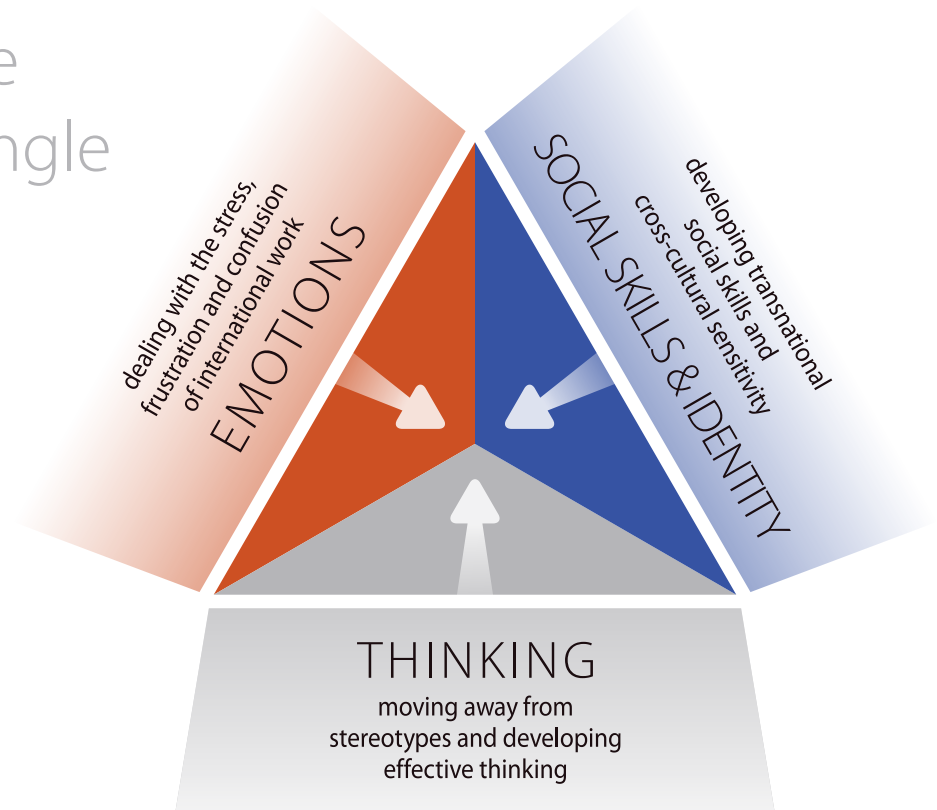 e
ngle
dealing with the stress,
frustration and confusion
of international work
EMOTIONS
developing transnational
social skills and
cross-cultural sensitivity
SOCIAL SKILLS & IDENTITY
THINKING
moving away from
stereotypes and developing
effective thinking